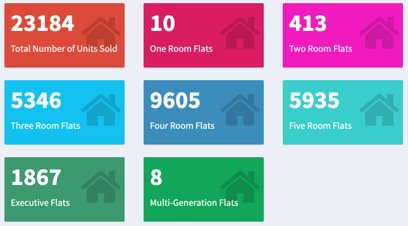 23184
Total Number of Units Sold
10
One Room Flats
413
Two Room Flats
5346
Three Room Flats
9605
Four Room Flats
5935
Five Room Flats
1867
Executive Flats
8
Multi-Generation Flats